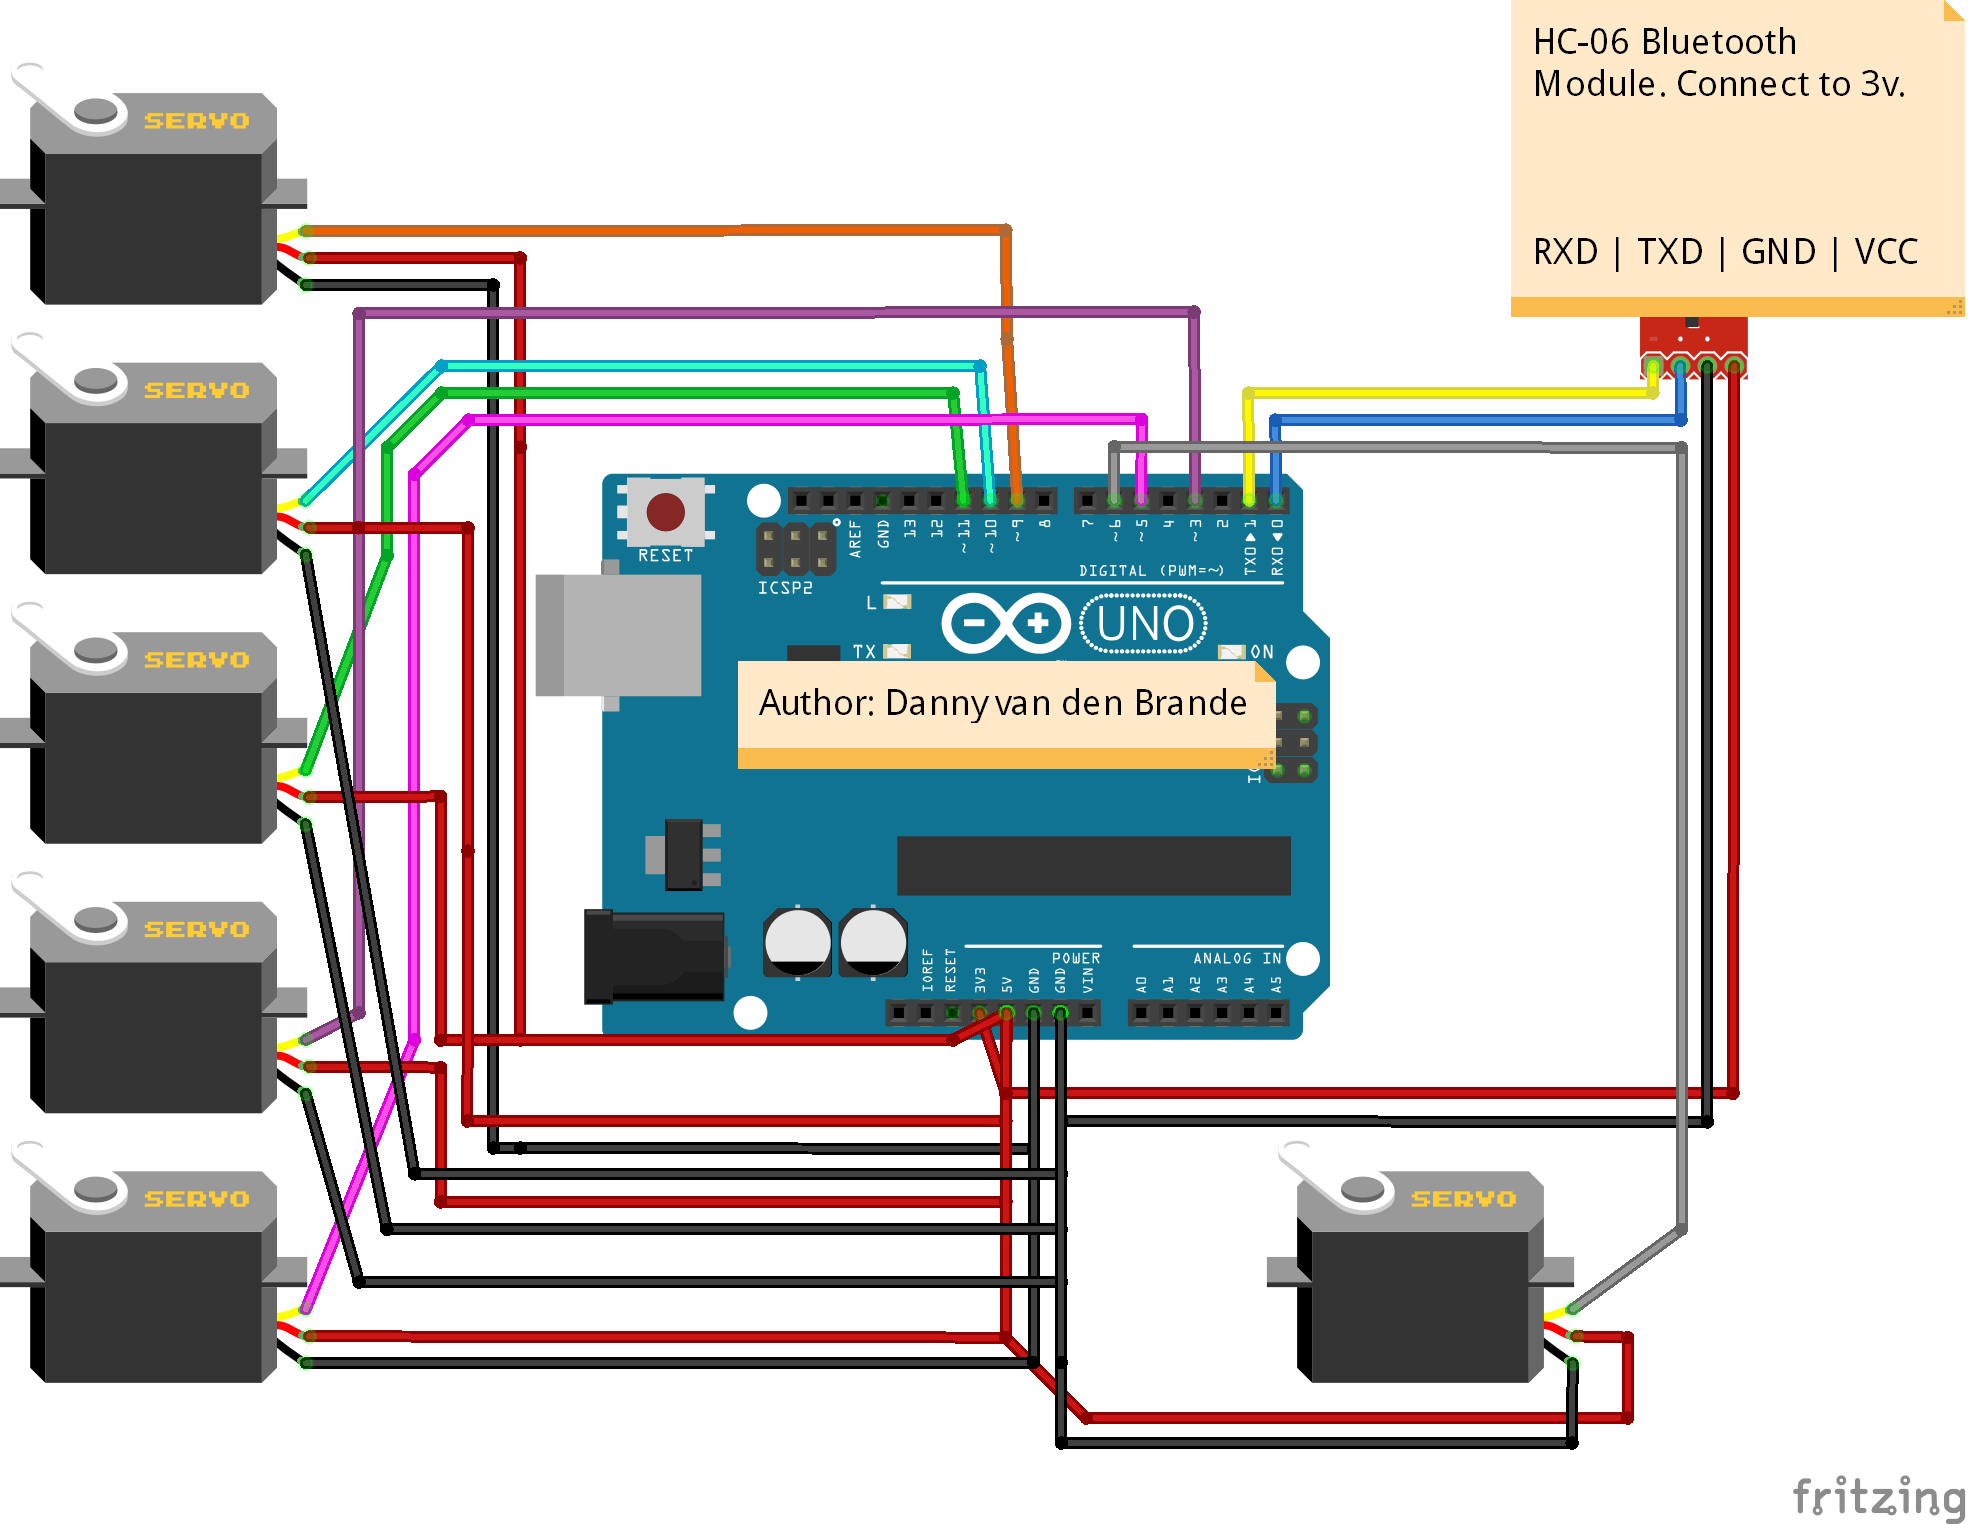 HC-06 Bluetooth
Module. Connect to 3v.
RXD | TXD | GND | VCC
SERVO
SERVO
SERVO
SERVO
SERVO
SERVO
RESET
ICSP2
AREF
GND
13
12
~11
~10
~9
8
7
~6
~5
4
~3
2
TX0▶1
RX0◀0
DIGITAL (PWM=~)
L
TX
UNO
ON
Author: Danny van den Brande
IOREF
RESET
3V3
5V
GND
GND
VIN
POWER
ANALOG IN
A0
A1
A2
A3
A4
A5
fritzing